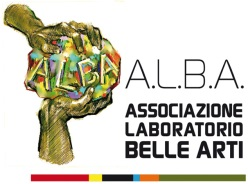 ALBA
A.L.B.A.
ASSOCIAZIONE
LABORATORIO
BELLE ARTI